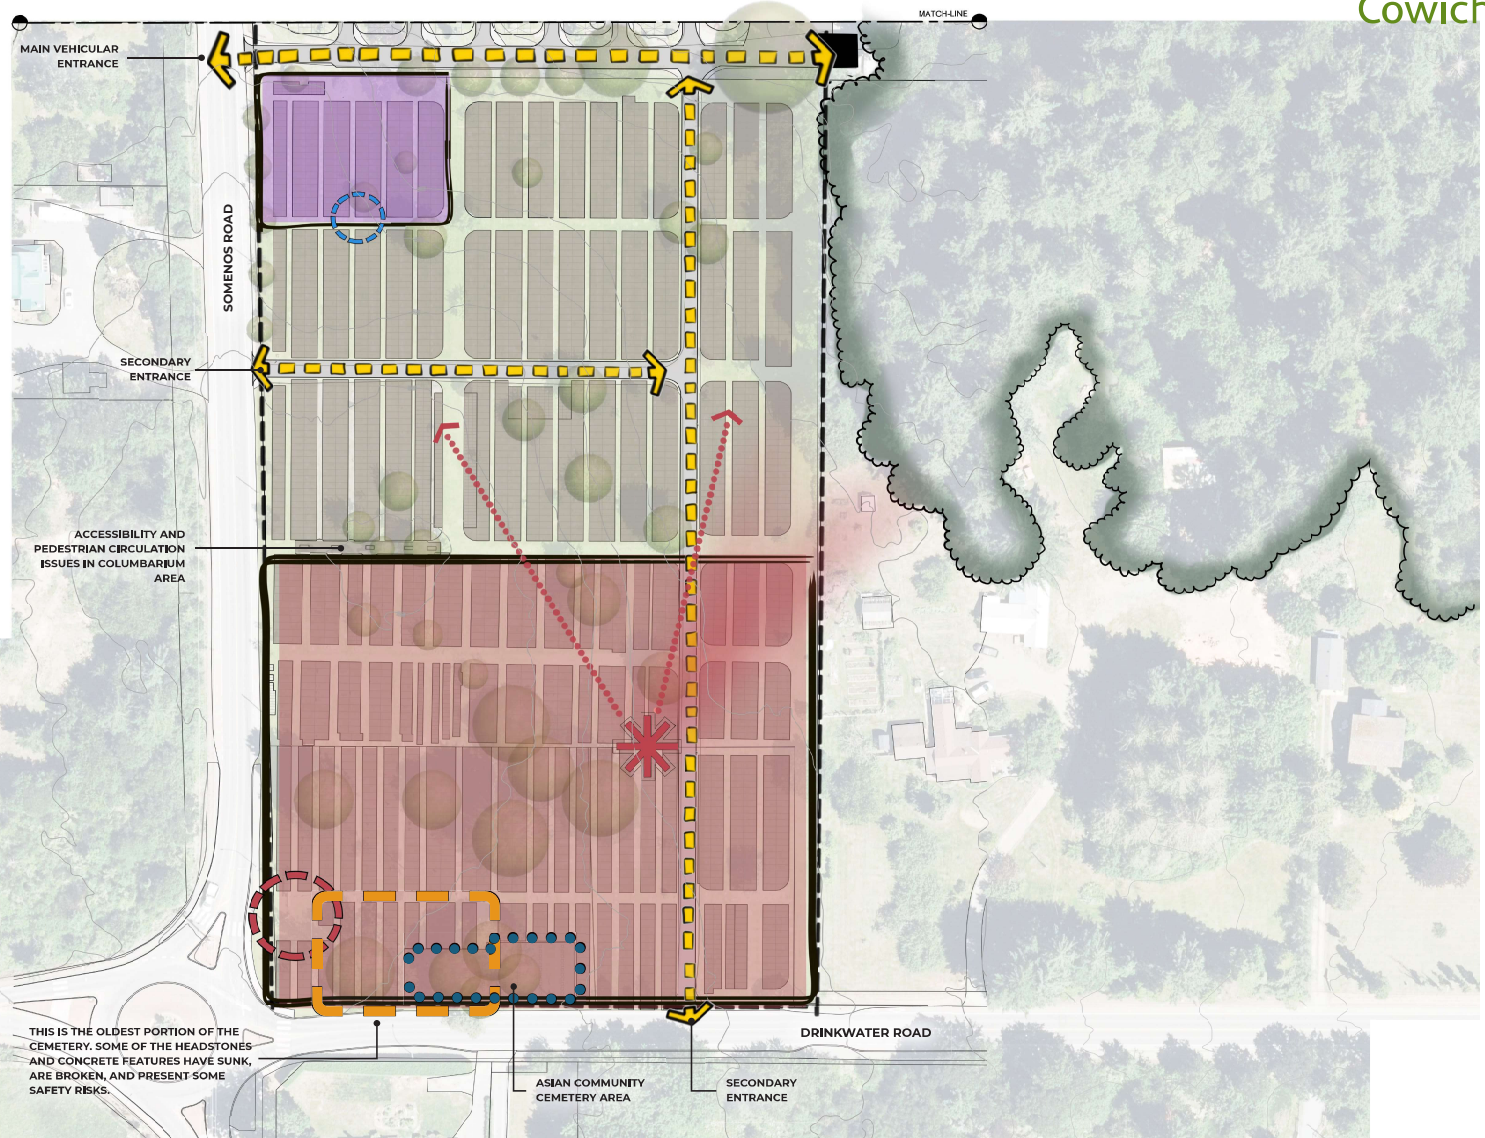 Cowich
MATCH-LINE
MAIN VEHICULAR
ENTRANCE
SOMENOS ROAD
SECONDARY
ENTRANCE
ACCESSIBILITY AND
PEDESTRIAN CIRCULATION
ISSUES IN COLUMBARIUM
AREA
THIS IS THE OLDEST PORTION OF THE
CEMETERY. SOME OF THE HEADSTONES
AND CONCRETE FEATURES HAVE SUNK,
ARE BROKEN, AND PRESENT SOME
SAFETY RISKS.
DRINKWATER ROAD
ASIAN COMMUNITY
CEMETERY AREA
SECONDARY
ENTRANCE